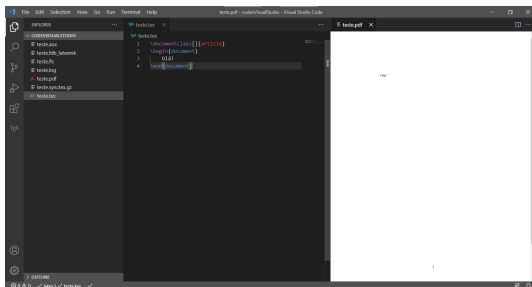 File Edit Selection View Go Run Terminal Help
teste.pdf - codesVisualStudio - Visual Studio Code
EXPLORER
CODESVISUALSTUDIO
teste.aux
teste.fdb_latexmk
teste.fls
teste.log
teste.pdf
teste.synctex.gz
teste.tex
OUTLINE
teste.tex
teste.tex
1 \documentclass[]{article}
2 \begin{document}
3 Olá!
4 \end{document}
teste.pdf